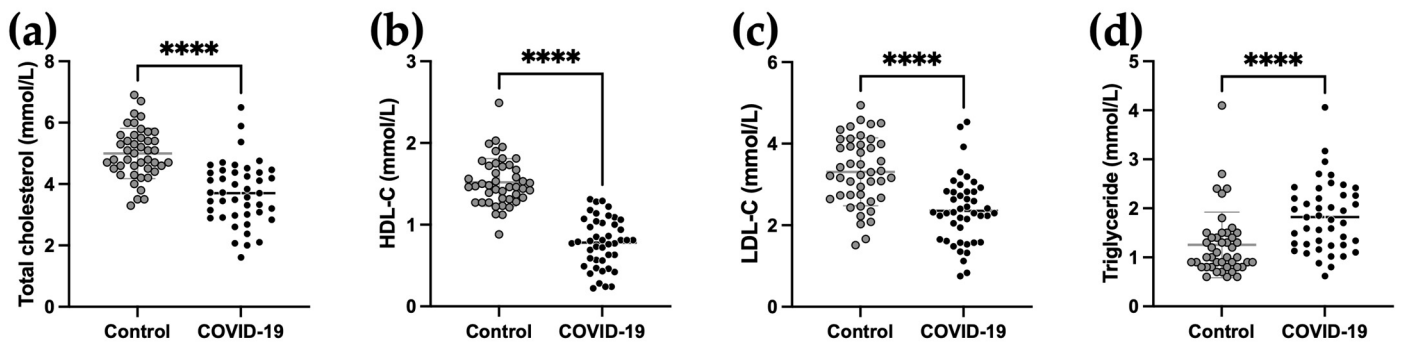 (a)
****
Total cholesterol (mmol/L)
8
6
4
2
0
Control COVID-19
(b)
****
HDL-C (mmol/L)
3
2
1
0
Control COVID-19
(c)
****
LDL-C (mmol/L)
6
4
2
0
Control COVID-19
(d)
****
Triglyceride (mmol/L)
5
4
3
2
1
0
Control COVID-19